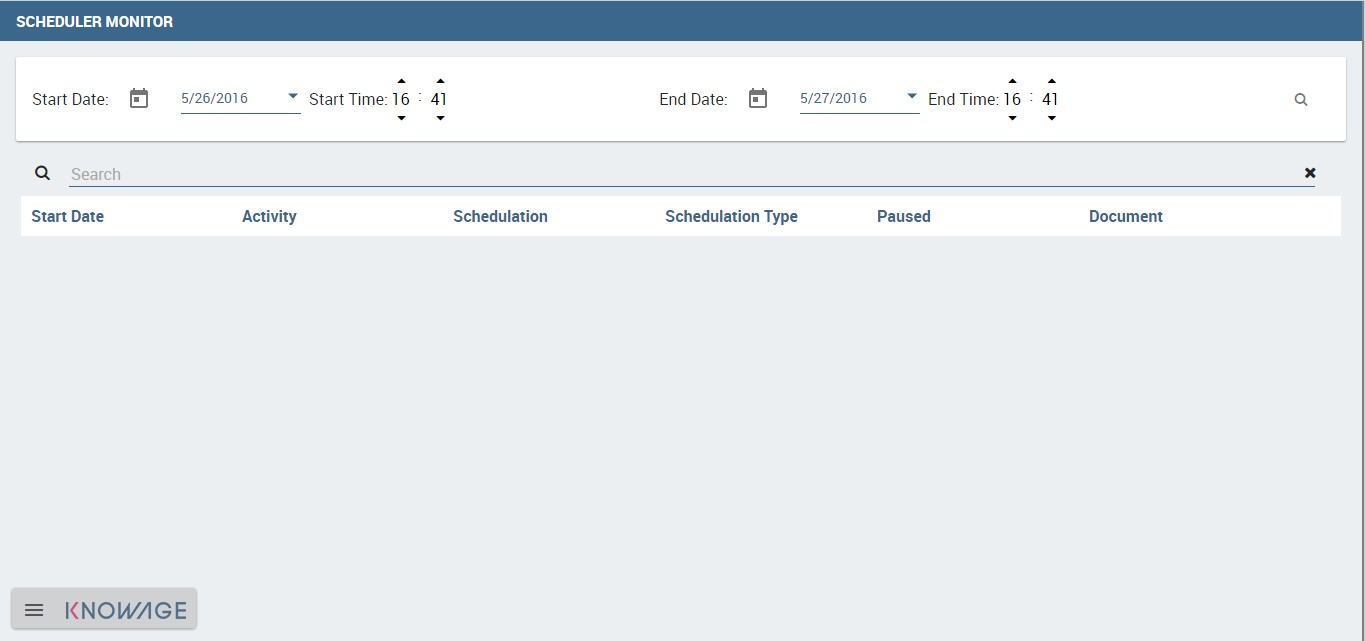 SCHEDULER MONITOR
Start Date: 5/26/2016 Start Time: 16 : 41 End Date: 5/27/2016 End Time: 16 : 41
Search
Start Date Activity Schedulation Schedulation Type Paused Document
KNOWAGE